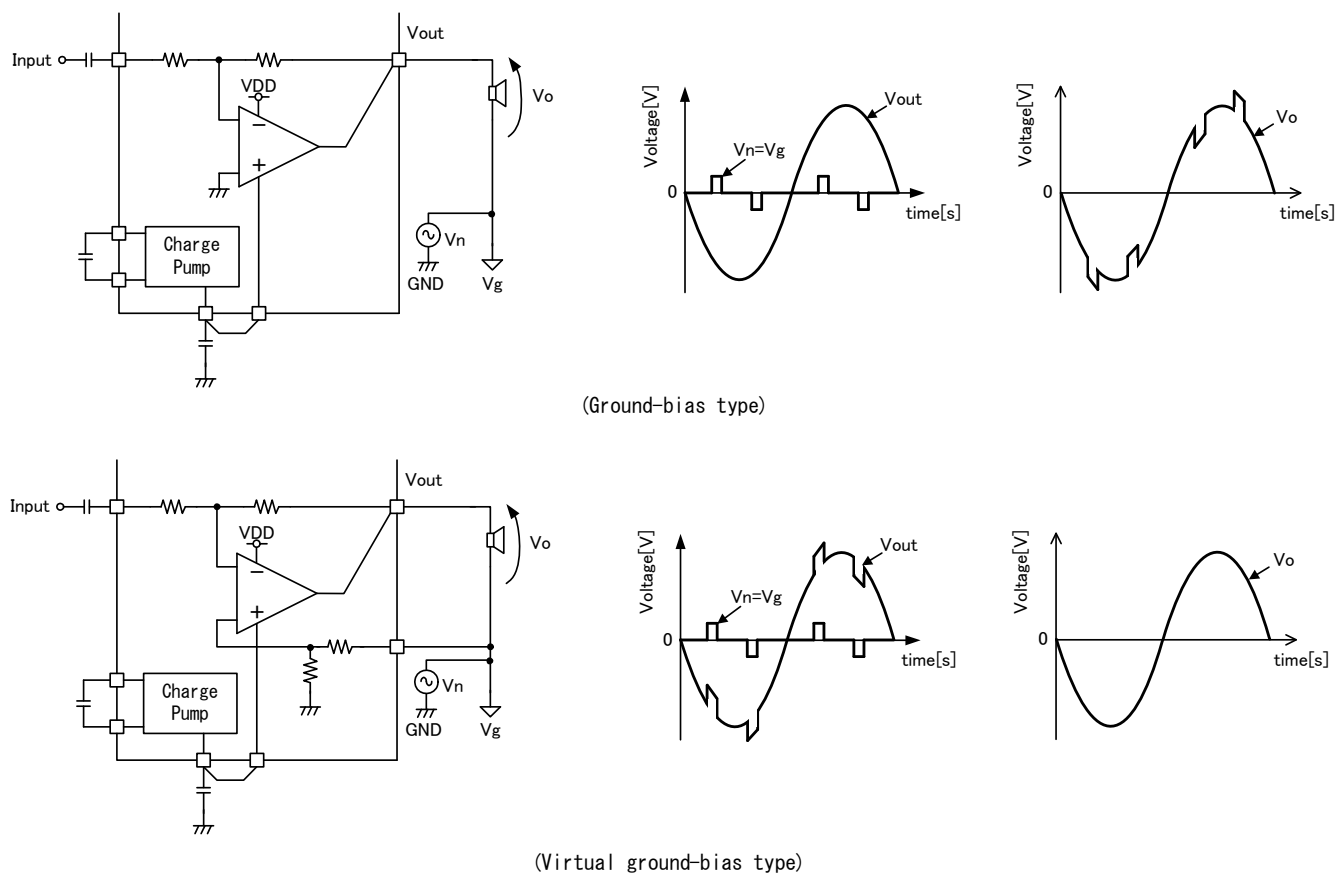 Vout
Input
VDD
Vo
−
+
Vn
GND
Vg
Charge
Pump
Voltage[V]
Vout
Vn=Vg
0
time[s]
Voltage[V]
Vo
0
time[s]
(Ground-bias type)
Vout
Input
VDD
Vo
−
+
Vn
GND
Vg
Charge
Pump
Voltage[V]
Vout
Vn=Vg
0
time[s]
Voltage[V]
Vo
0
time[s]
(Virtual ground-bias type)